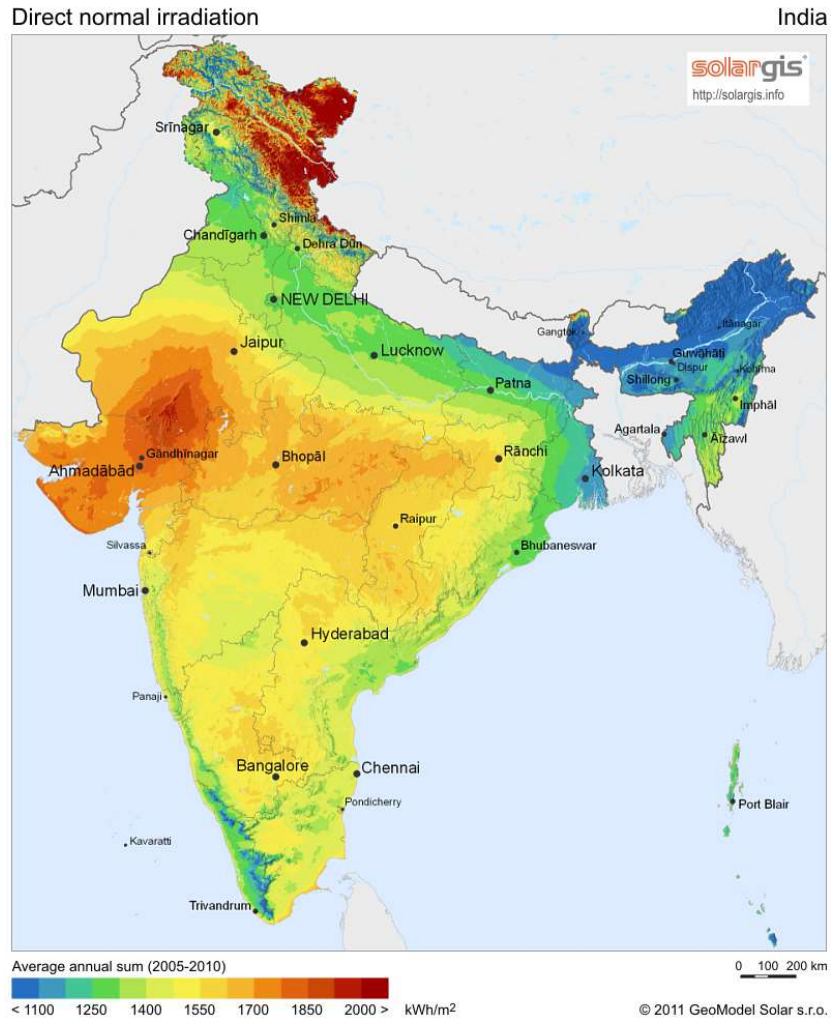 Direct normal irradiation
India
solargis
http://solargis.info
Srīnagar
Shimla
Chandīgarh
Dehra Dūn
NEW DELHI
Jaipur
Lucknow
Gangtok
Itānagar
Guwāhāti
Dispur
Kohima
Shillong
Patna
Imphāl
Agartala
Āīzawl
Gāndhīnagar
Ahmadābād
Bhopāl
Rānchi
Kolkata
Raipur
Silvassa
Bhubaneswar
Mumbai
Hyderabad
Panaji
Bangalore
Chennai
Pondicherry
Port Blair
Kavaratti
Trivandrum
Average annual sum (2005-2010)
0 100 200 km
< 1100 1250 1400 1550 1700 1850 2000 > kWh/m²
© 2011 GeoModel Solar s.r.o.